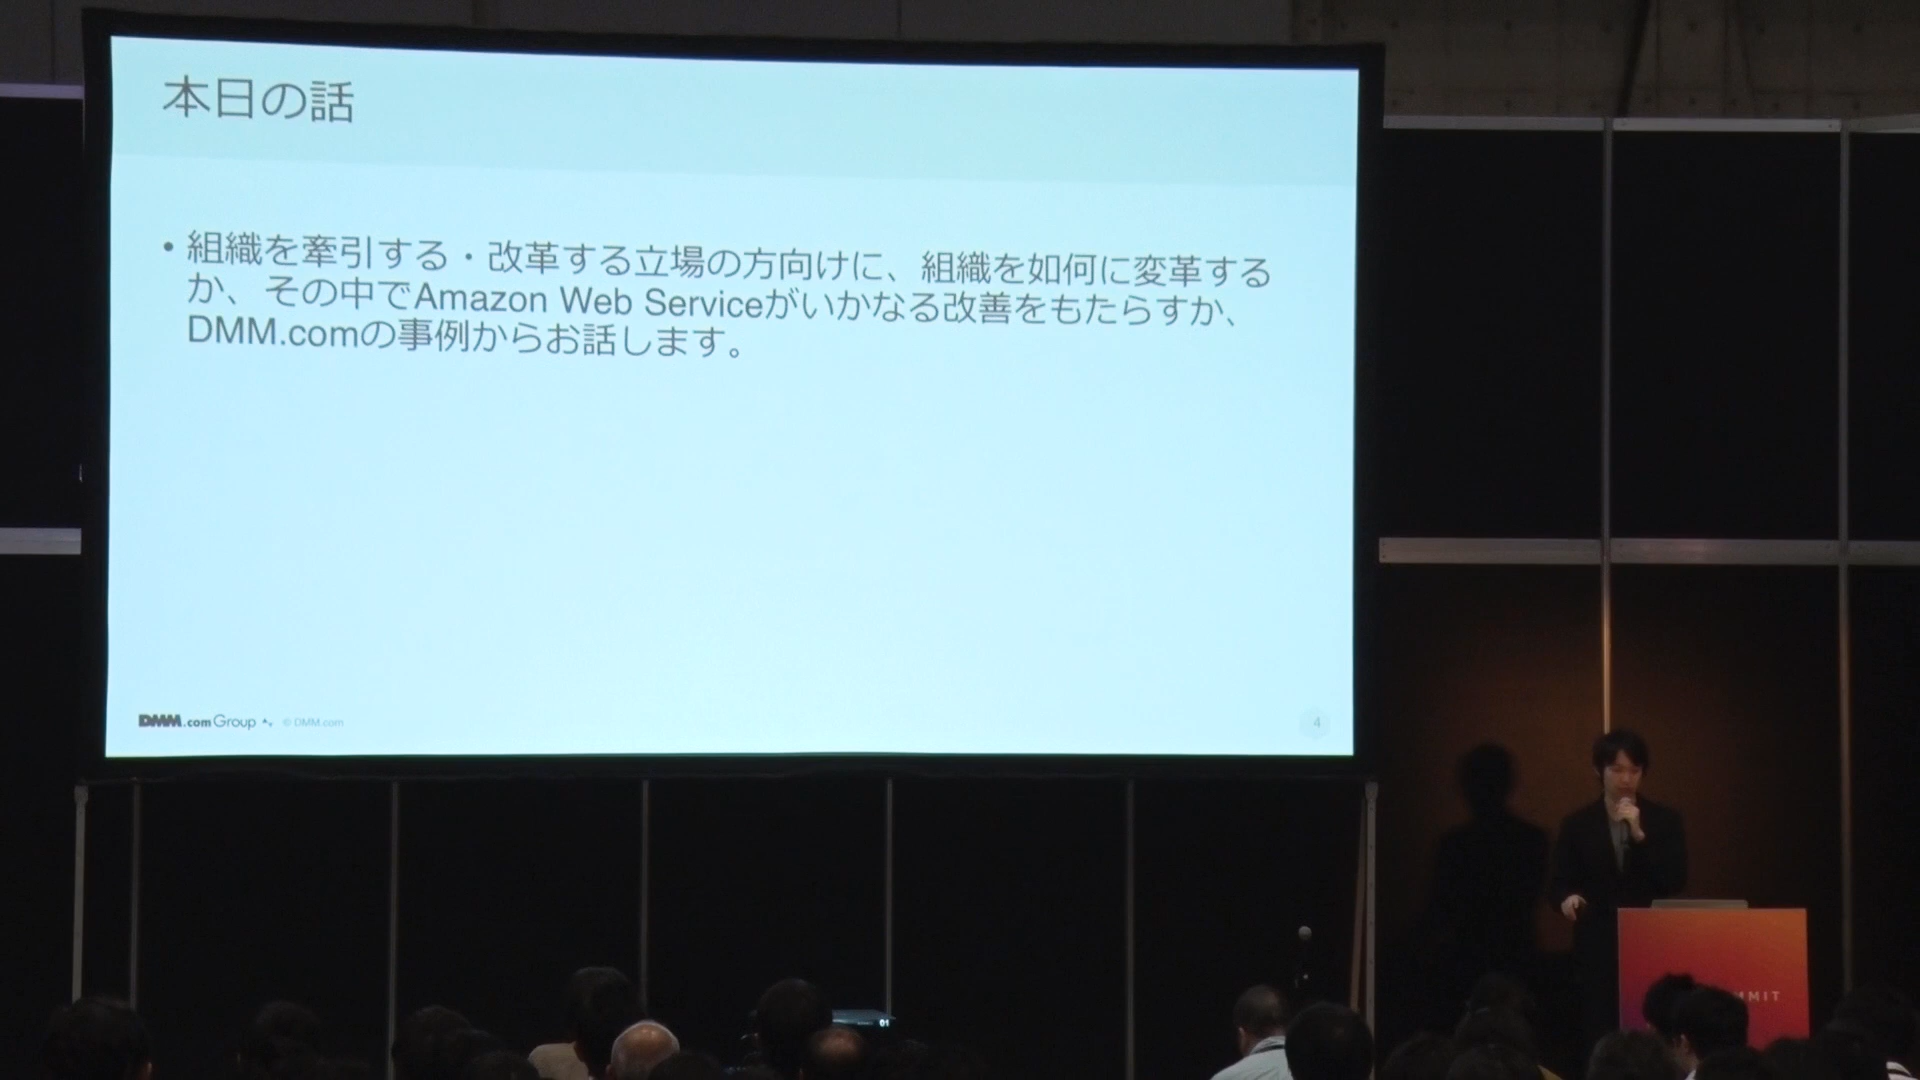 本日の話
• 組織を牽引する・改革する立場の方向けに、組織を如何に変革する
か、その中でAmazon Web Serviceがいかなる改善をもたらすか、
DMM.comの事例からお話します。
DMM.com Group © DMM.com
4
01
MMIT